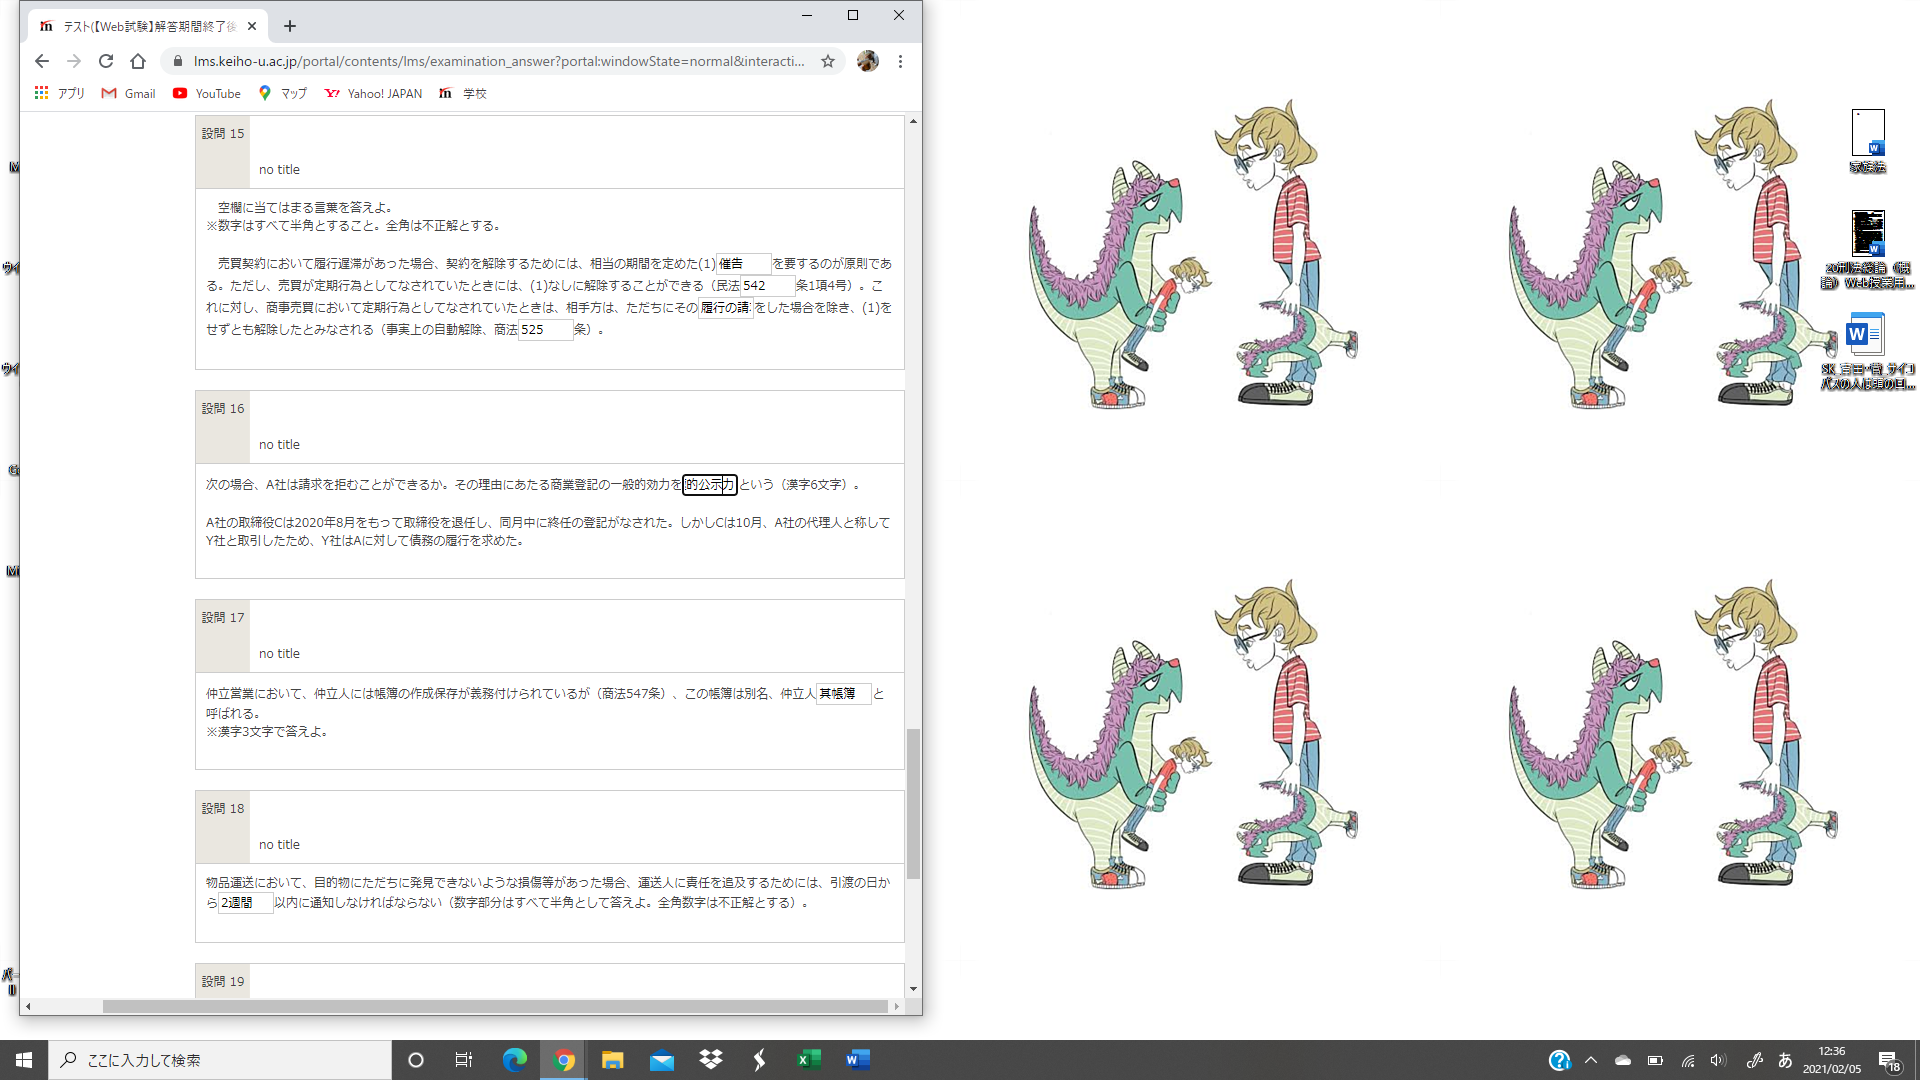 テスト(【Web試験】解答期間終了後
lms.keiho-u.ac.jp/portal/contents/lms/examination_answer?portal:windowState=normal&interacti...
アプリ Gmail YouTube マップ Yahoo! JAPAN 学校
設問 15
no title
空欄に当てはまる言葉を答えよ。
※数字はすべて半角とすること。全角は不正解とする。
売買契約において履行遅滞があった場合、契約を解除するためには、相当の期間を定めた(1)催告を要するのが原則であ
る。ただし、売買が定期行為としてなされていたときには、(1)なしに解除することができる（民法542条1項4号）。こ
れに対し、商事売買において定期行為としてなされていたときは、相手方は、ただちにその履行の請をした場合を除き、(1)を
せずとも解除したとみなされる（事実上の自動解除、商法525条）。
設問 16
no title
次の場合、A社は請求を拒むことができるか。その理由にあたる商業登記の一般的効力を的公示力という（漢字6文字）。
A社の取締役Cは2020年8月をもって取締役を退任し、同月中に終任の登記がなされた。しかしCは10月、A社の代理人と称して
Y社と取引したため、Y社はAに対して債務の履行を求めた。
設問 17
no title
仲立営業において、仲立人には帳簿の作成保存が義務付けられているが（商法547条）、この帳簿は別名、仲立人其帳簿と
呼ばれる。
※漢字3文字で答えよ。
設問 18
no title
物品運送において、目的物にただちに発見できないような損傷等があった場合、運送人に責任を追及するためには、引渡の日か
ら2週間以内に通知しなければならない（数字部分はすべて半角として答えよ。全角数字は不正解とする）。
設問 19
家族法
20刑法総論（概
論）Web授業用...
ここに入力して検索
あ
12:36
2021/02/05
18